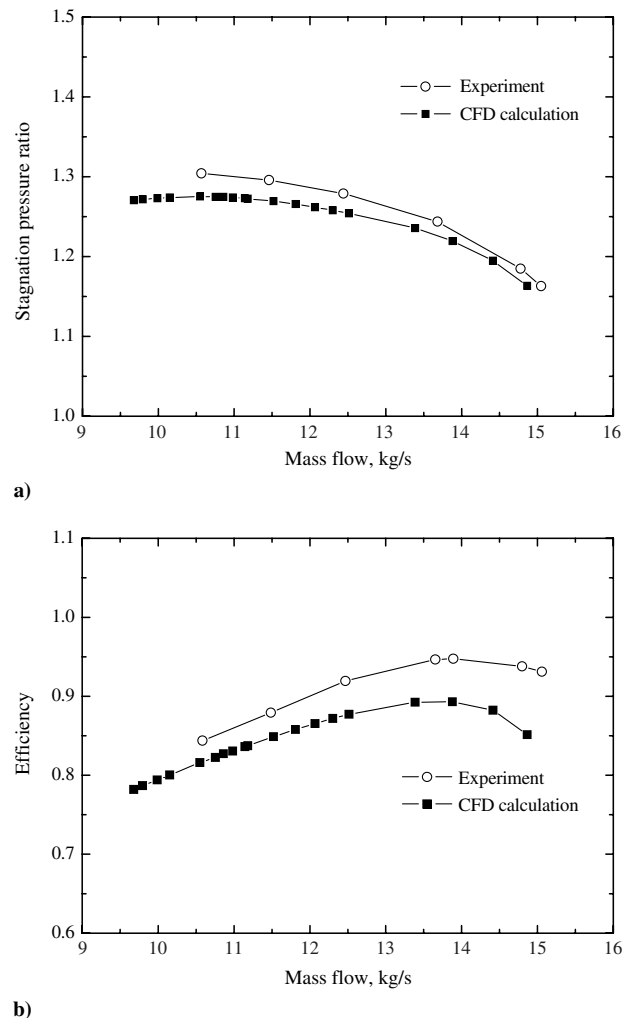 1.5
1.4
1.3
1.2
1.1
1.0
Stagnation pressure ratio
Experiment
CFD calculation
9 10 11 12 13 14 15 16
Mass flow, kg/s
a)
1.1
1.0
0.9
0.8
0.7
0.6
Efficiency
Experiment
CFD calculation
9 10 11 12 13 14 15 16
Mass flow, kg/s
b)